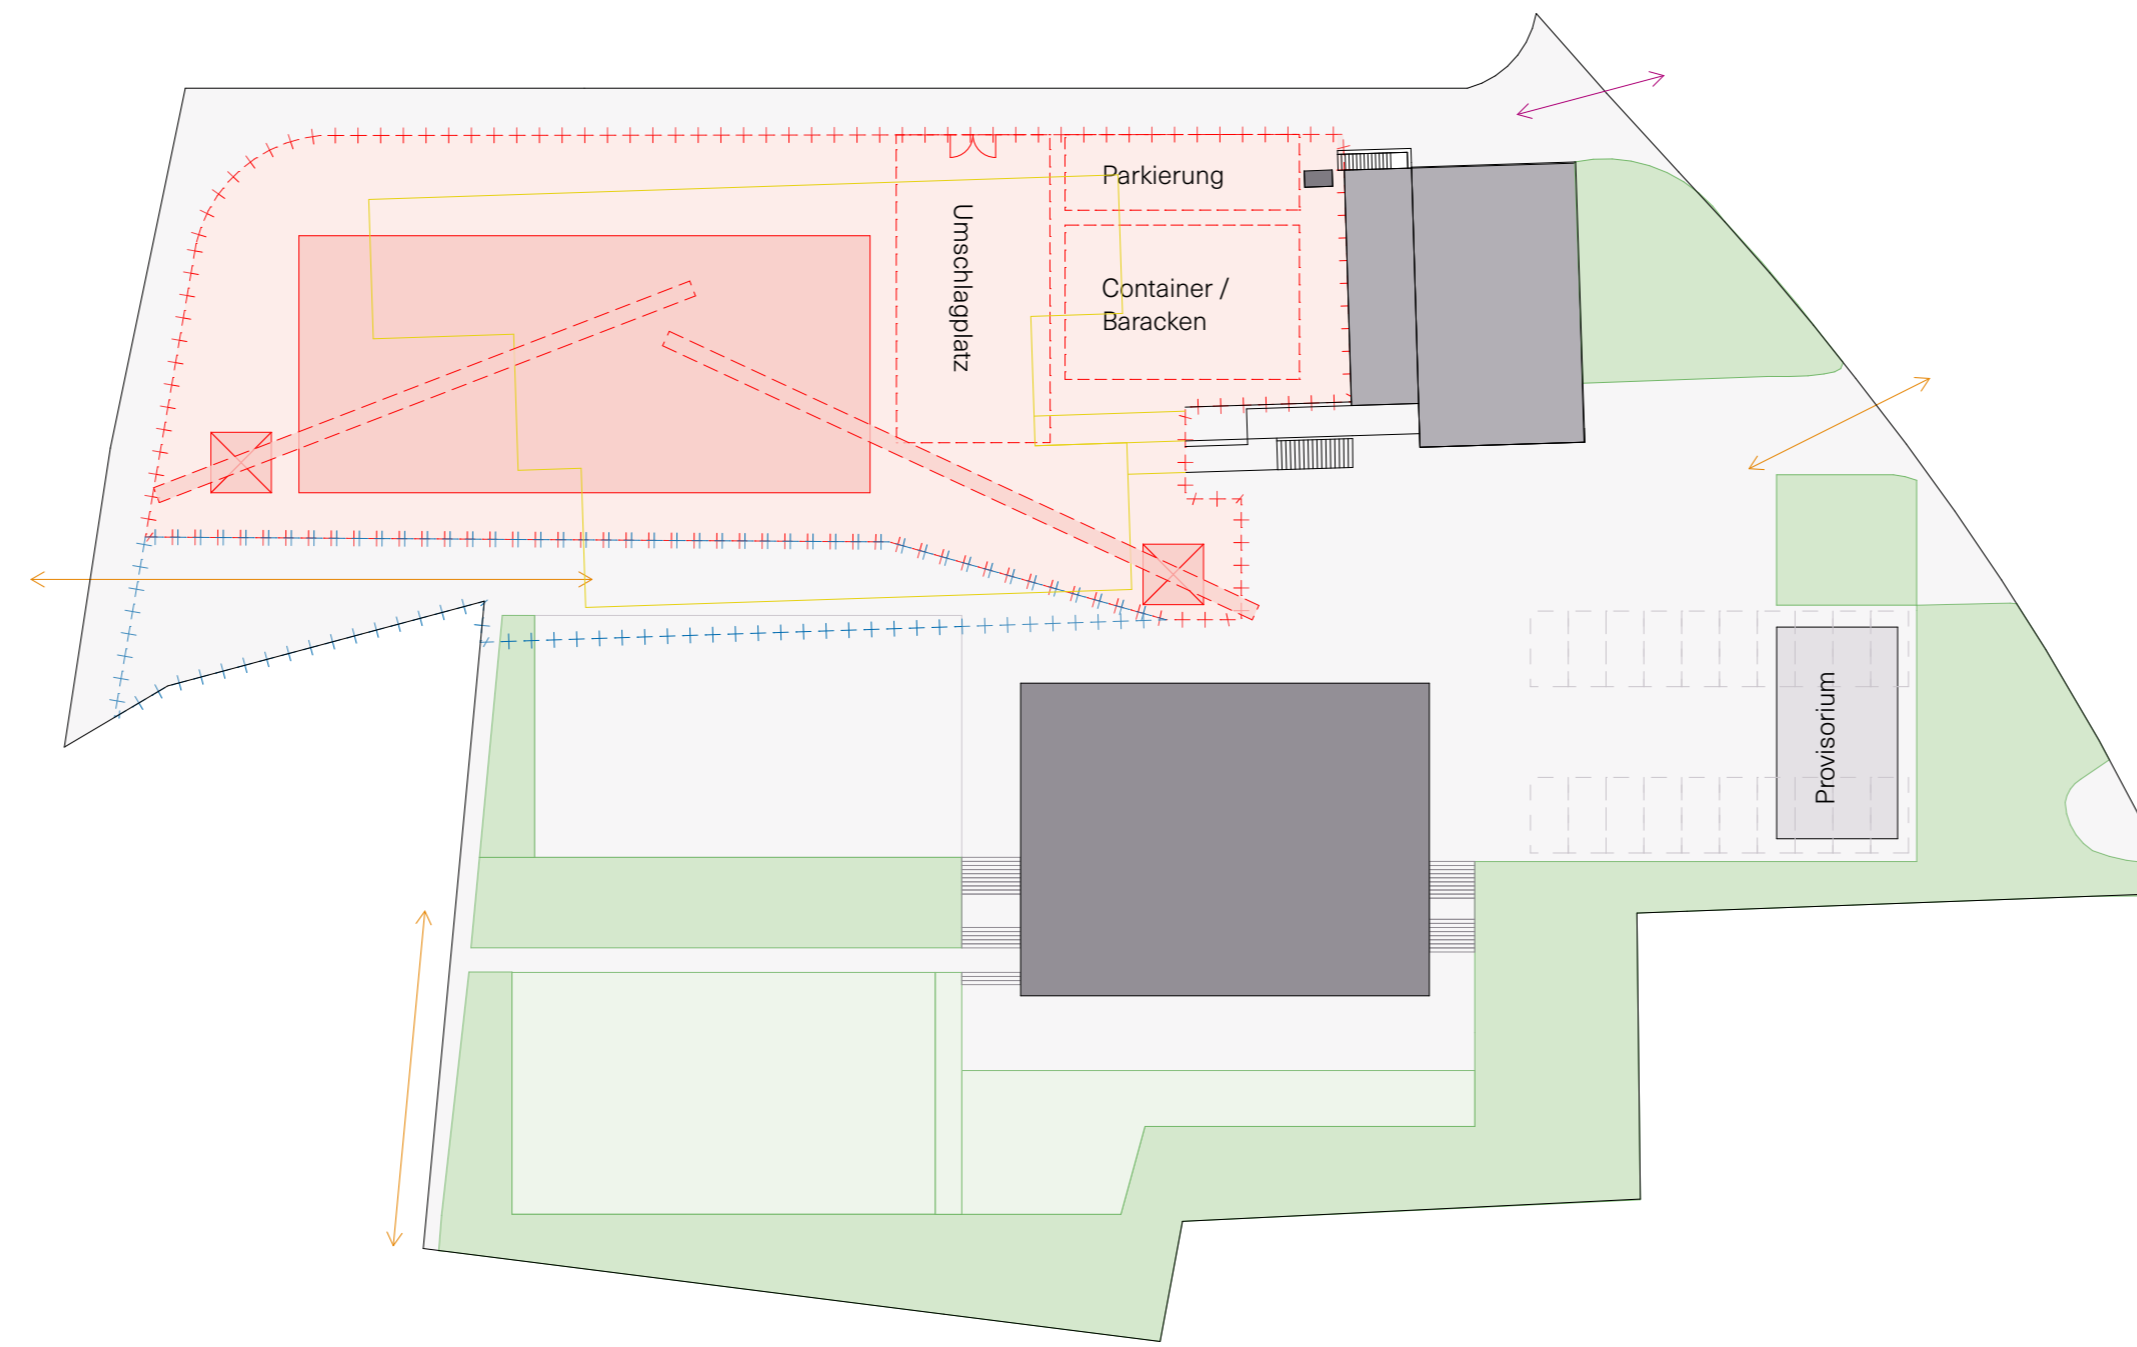 Parkierung
Umschlagplatz
Container /
Baracken
Provisorium